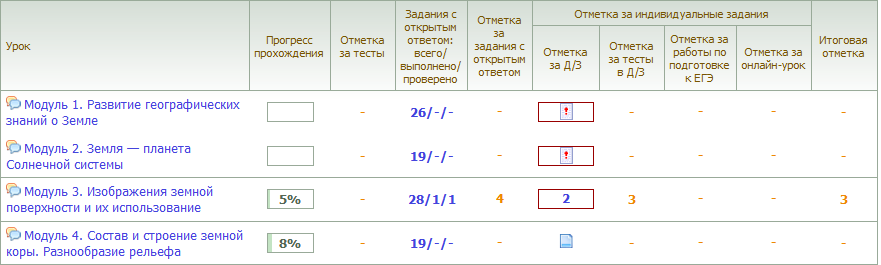 Урок
Прогресс
прохождения
Отметка
за тесты
Задания с
открытым
ответом:
всего/
выполнено/
проверено
Отметка
за
задания с
открытым
ответом
Отметка за индивидуальные задания
Отметка
за Д/З
Отметка
за тесты
в Д/З
Отметка за
работы по
подготовке
к ЕГЭ
Отметка за
онлайн-урок
Итоговая
отметка
Модуль 1. Развитие географических
знаний о Земле
- 26/-/- - - - - -
Модуль 2. Земля — планета
Солнечной системы
- 19/-/- - - - - -
Модуль 3. Изображения земной
поверхности и их использование
5% - 28/1/1 4 2 3 - - 3
Модуль 4. Состав и строение земной
коры. Разнообразие рельефа
8% - 19/-/- - - - - -